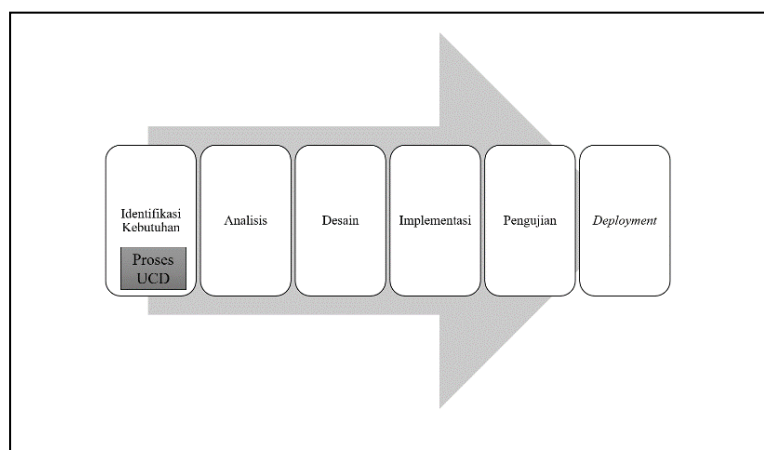 Identifikasi
Kebutuhan
Proses
UCD
Analisis
Desain
Implementasi
Pengujian
Deployment